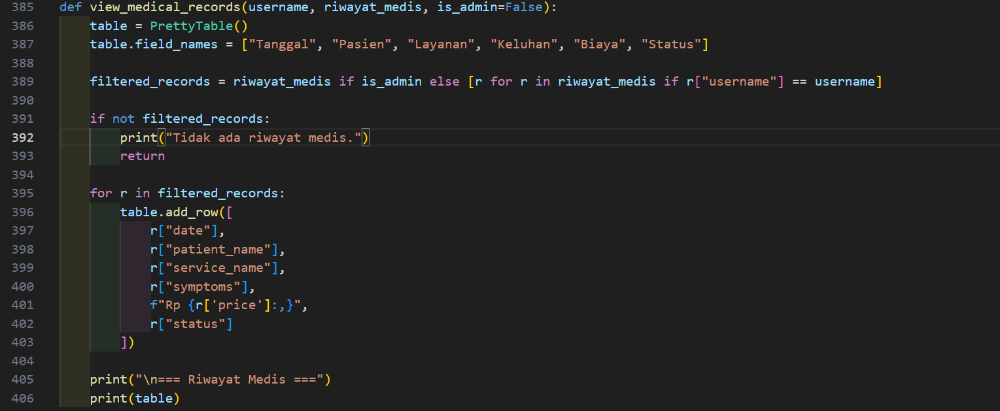 385 def view_medical_records(username, riwayat_medis, is_admin=False):
386     table = PrettyTable()
387     table.field_names = ["Tanggal", "Pasien", "Layanan", "Keluhan", "Biaya", "Status"]
388
389     filtered_records = riwayat_medis if is_admin else [r for r in riwayat_medis if r["username"] == username]
390
391     if not filtered_records:
392         print("Tidak ada riwayat medis.")
393         return
394
395     for r in filtered_records:
396         table.add_row([
397             r["date"],
398             r["patient_name"],
399             r["service_name"],
400             r["symptoms"],
401             f"Rp {r['price']:,}",
402             r["status"]
403         ])
404
405     print("\n=== Riwayat Medis ===")
406     print(table)